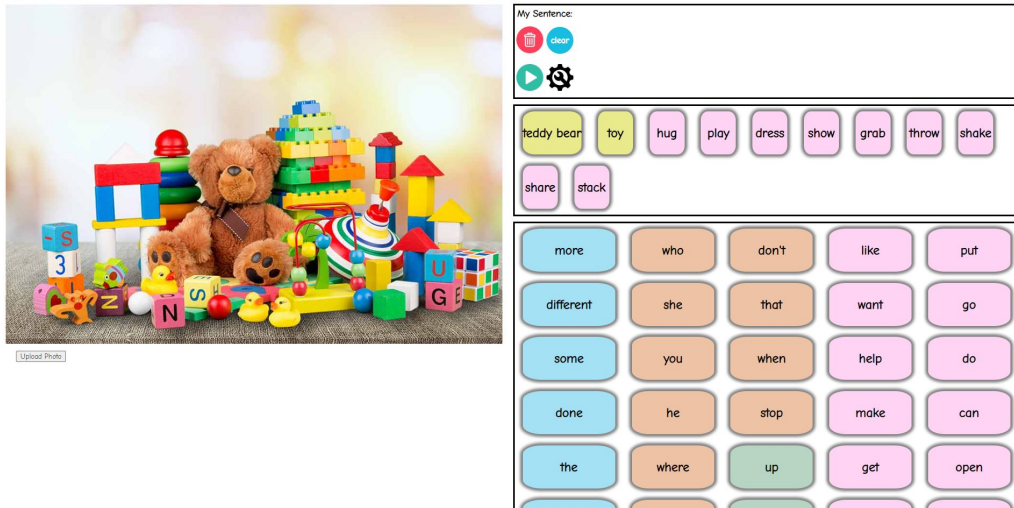 My Sentence:
clear
teddy bear toy hug play dress show grab throw shake
share stack
more who don't like put
different she that want go
some you when help do
done he stop make can
the where up get open
S
3
Z
N
S
U
G E
Upload Photo